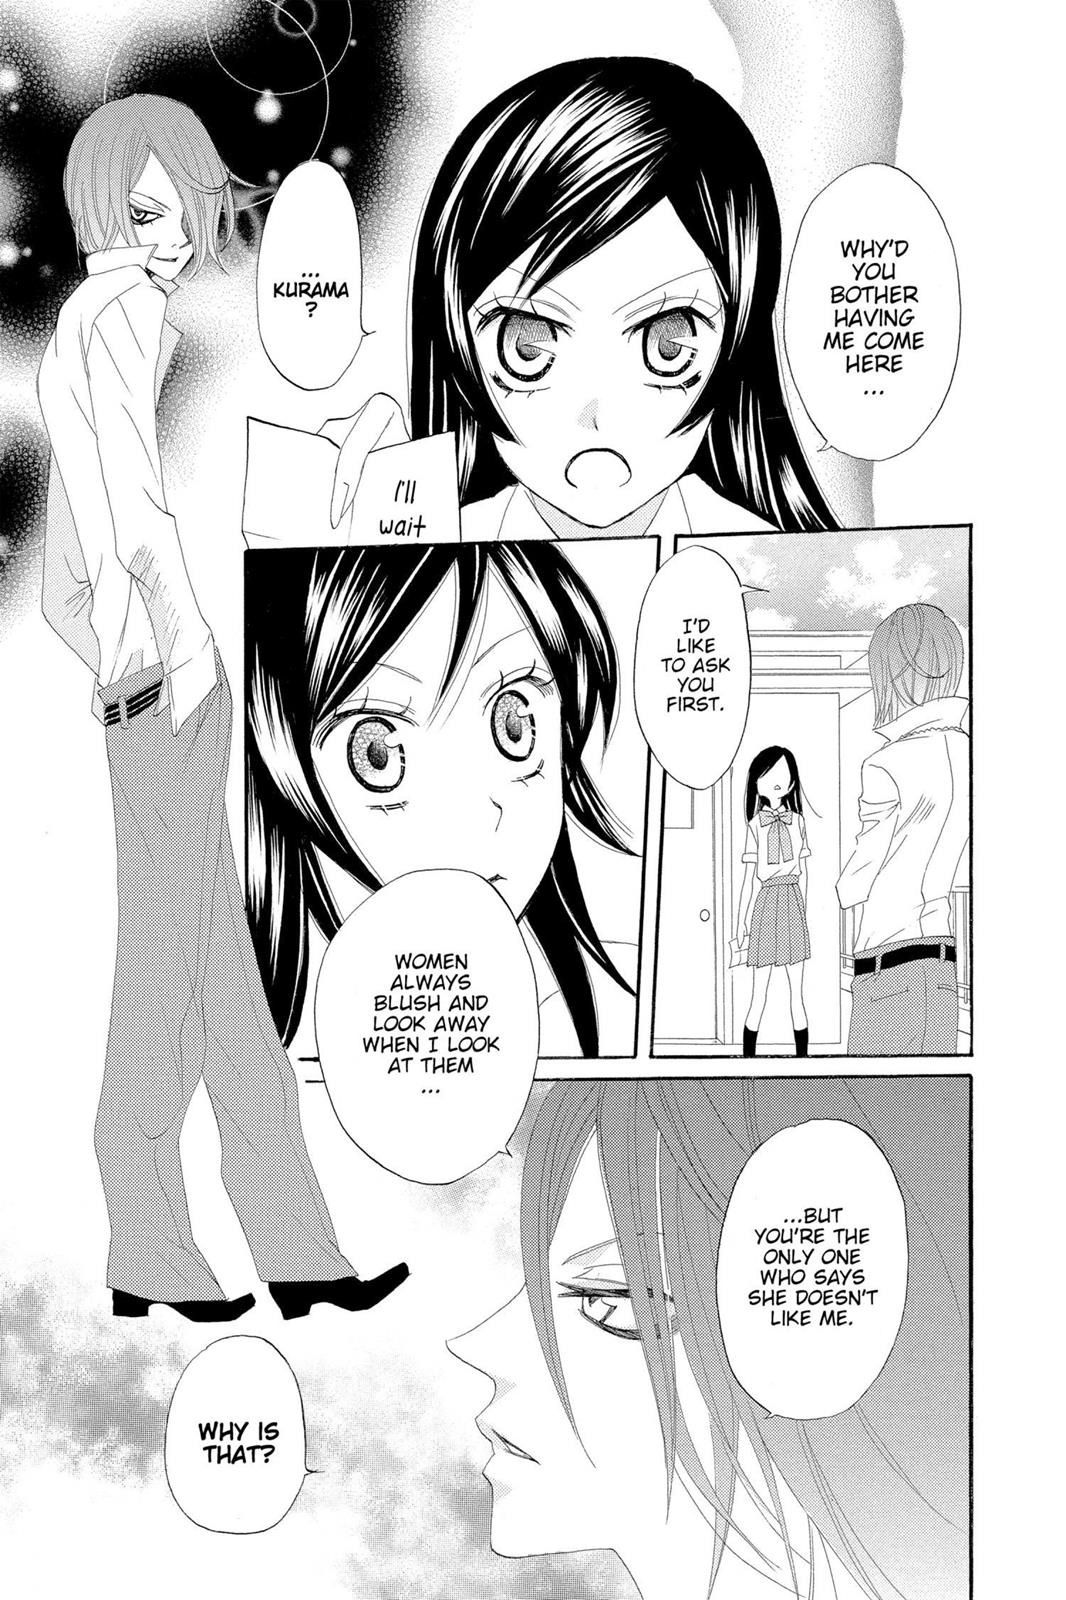 WHY'D
YOU
BOTHER
HAVING
ME COME
HERE
...
...
KURAMA
?
I'll
wait
I'D
LIKE
TO ASK
YOU
FIRST.
WOMEN
ALWAYS
BLUSH AND
LOOK AWAY
WHEN I LOOK
AT THEM
...
...BUT
YOU'RE THE
ONLY ONE
WHO SAYS
SHE DOESN'T
LIKE ME.
WHY IS
THAT?